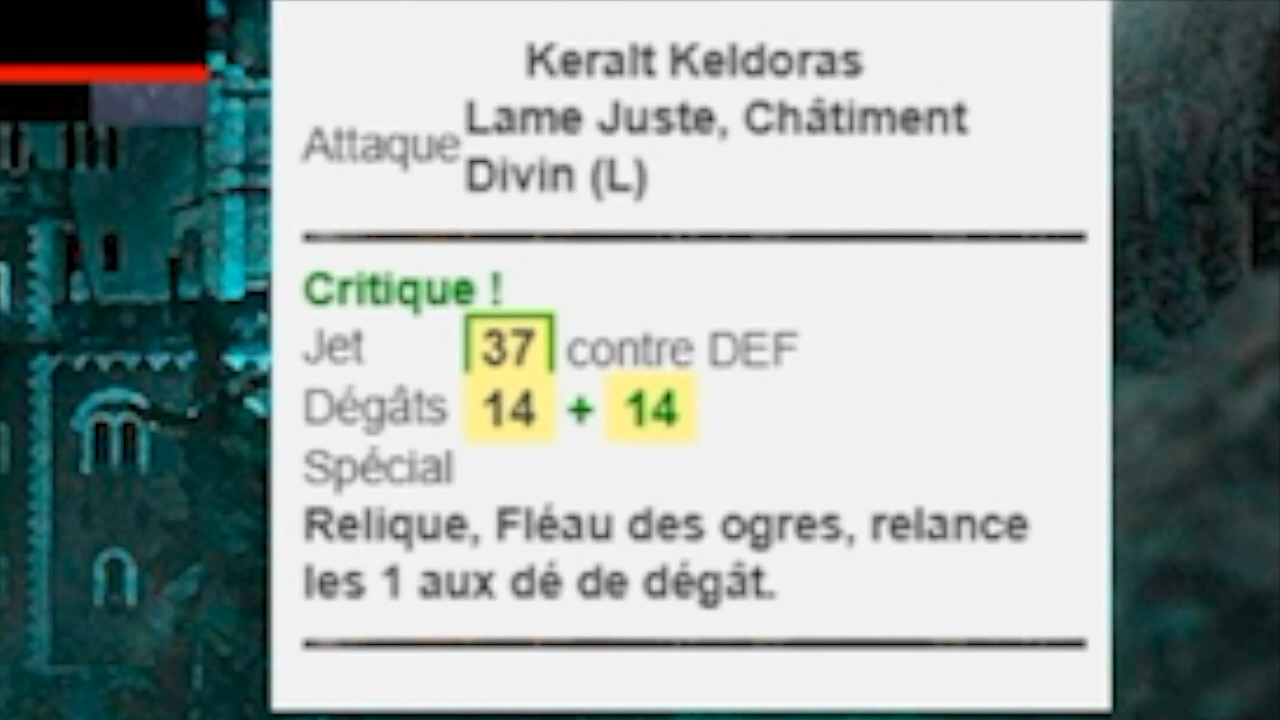 Keralt Keldoras
Attaque Lame Juste, Châtiment
Divin (L)
Critique !
Jet 37 contre DEF
Dégâts 14 + 14
Spécial
Relique, Fléau des ogres, relance
les 1 aux dé de dégât.